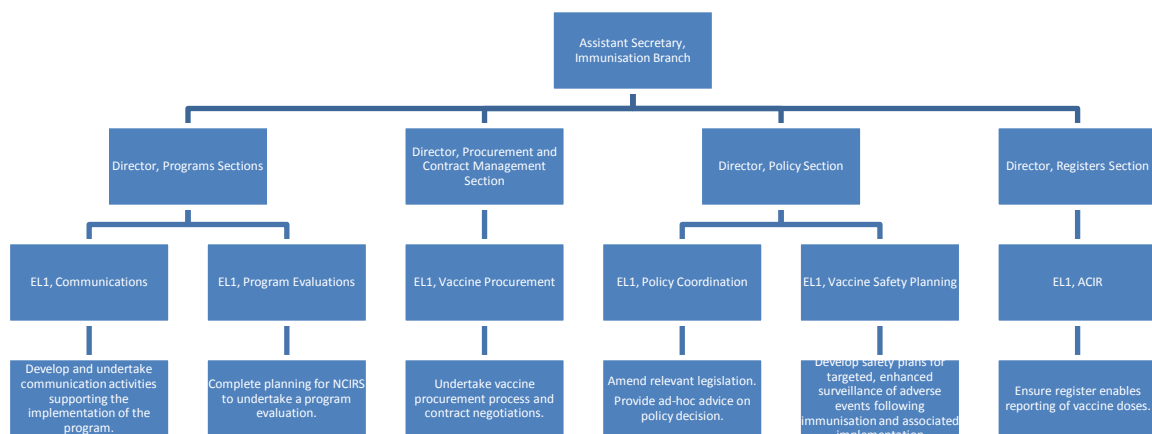 Assistant Secretary,
Immunisation Branch
Director, Programs Sections
Director, Procurement and
Contract Management
Section
Director, Policy Section
Director, Registers Section
EL1, Communications
EL1, Program Evaluations
EL1, Vaccine Procurement
EL1, Policy Coordination
EL1, Vaccine Safety Planning
EL1, ACIR
Develop and undertake
communication activities
supporting the
implementation of the
program.
Complete planning for NCIRS
to undertake a program
evaluation.
Undertake vaccine
procurement process and
contract negotiations.
Amend relevant legislation.
Provide ad-hoc advice on
policy decision.
Develop safety plans for
targeted, enhanced
surveillance of adverse
events following
immunisation and associated
implementation
Ensure register enables
reporting of vaccine doses.